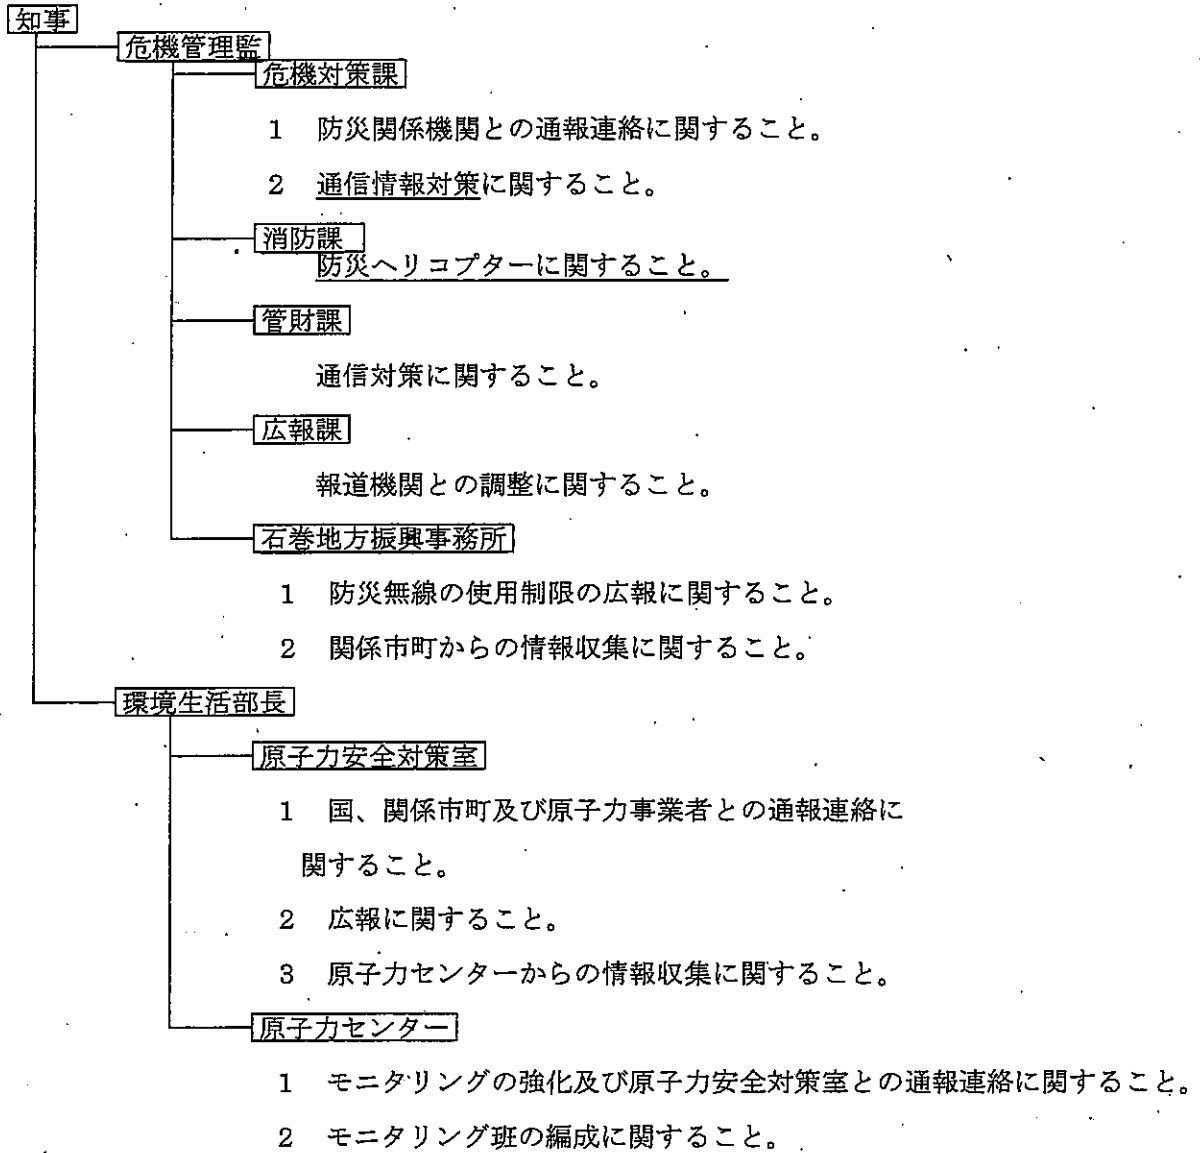 知事
危機管理監
危機対策課
1 防災関係機関との通報連絡に関すること。
2 通信情報対策に関すること。
消防課
防災ヘリコプターに関すること。
管財課
通信対策に関すること。
広報課
報道機関との調整に関すること。
石巻地方振興事務所
1 防災無線の使用制限の広報に関すること。
2 関係市町からの情報収集に関すること。
環境生活部長
原子力安全対策室
1 国、関係市町及び原子力事業者との通報連絡に
関すること。
2 広報に関すること。
3 原子力センターからの情報収集に関すること。
原子力センター
1 モニタリングの強化及び原子力安全対策室との通報連絡に関すること。
2 モニタリング班の編成に関すること。